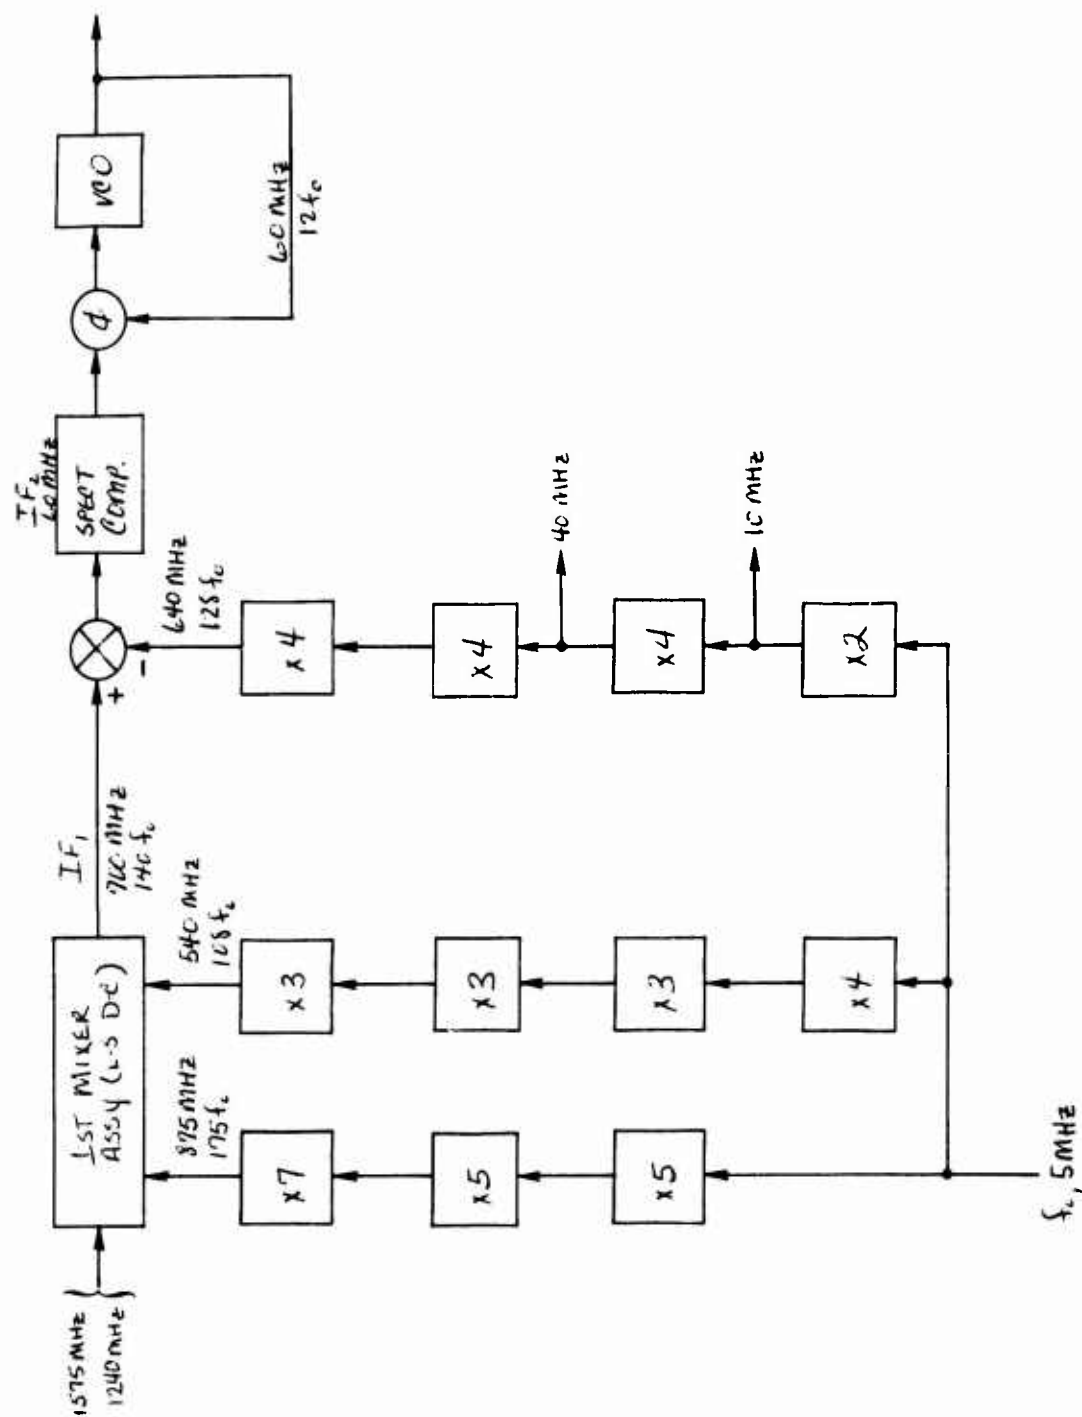 1575 MHz
1240 MHz
1ST MIXER
ASSY (L-S D-C)
IF₁
700 MHz
140 f₀
+
-
IF₂
60 MHz
SPECT
COMP.
ϕ
VCO
60 MHz
12 f₀
875 MHz
175 f₀
540 MHz
108 f₀
640 MHz
128 f₀
x7
x3
x4
x5
x3
x4
40 MHz
x5
x3
x4
10 MHz
x4
x2
f₀, 5 MHz